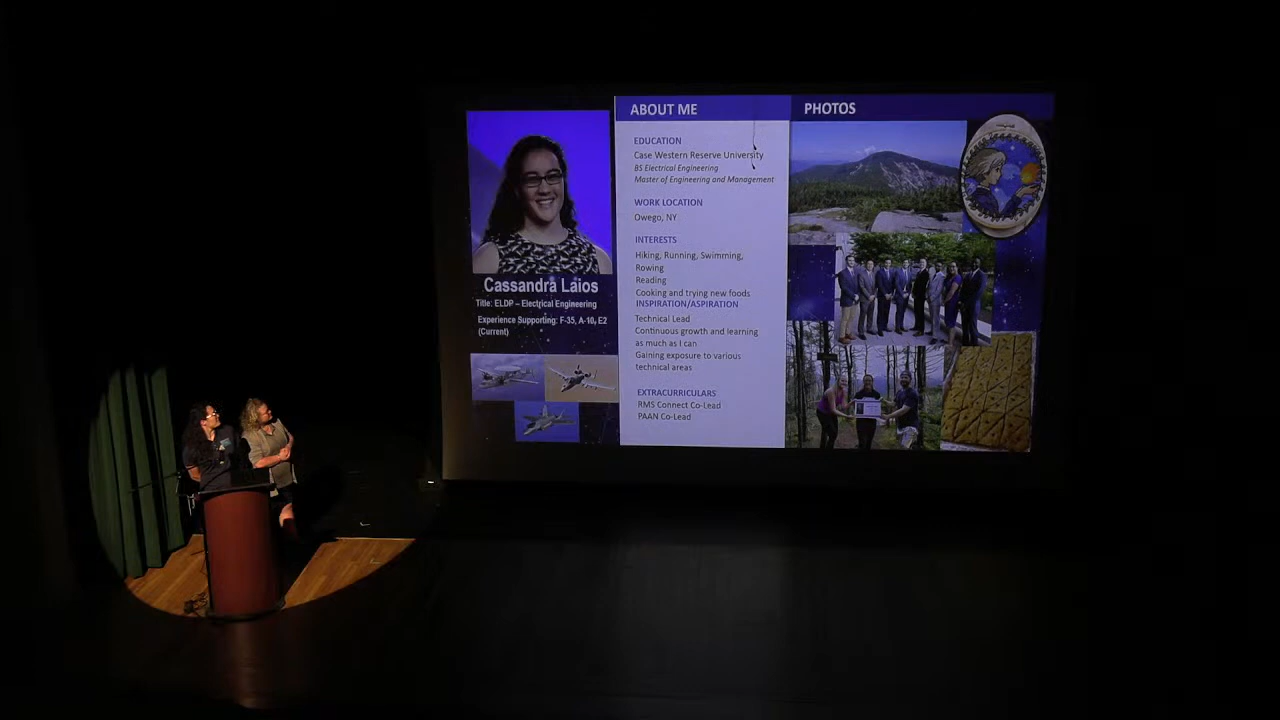 Cassandra Laios
Title: ELDP – Electrical Engineering
Experience Supporting: F-35, A-10, E2
(Current)
ABOUT ME
EDUCATION
Case Western Reserve University
BS Electrical Engineering
Master of Engineering and Management
WORK LOCATION
Owego, NY
INTERESTS
Hiking, Running, Swimming,
Rowing
Reading
Cooking and trying new foods
INSPIRATION/ASPIRATION
Technical Lead
Continuous growth and learning
as much as I can
Gaining exposure to various
technical areas
EXTRACURRICULARS
RMS Connect Co-Lead
PAAN Co-Lead
PHOTOS